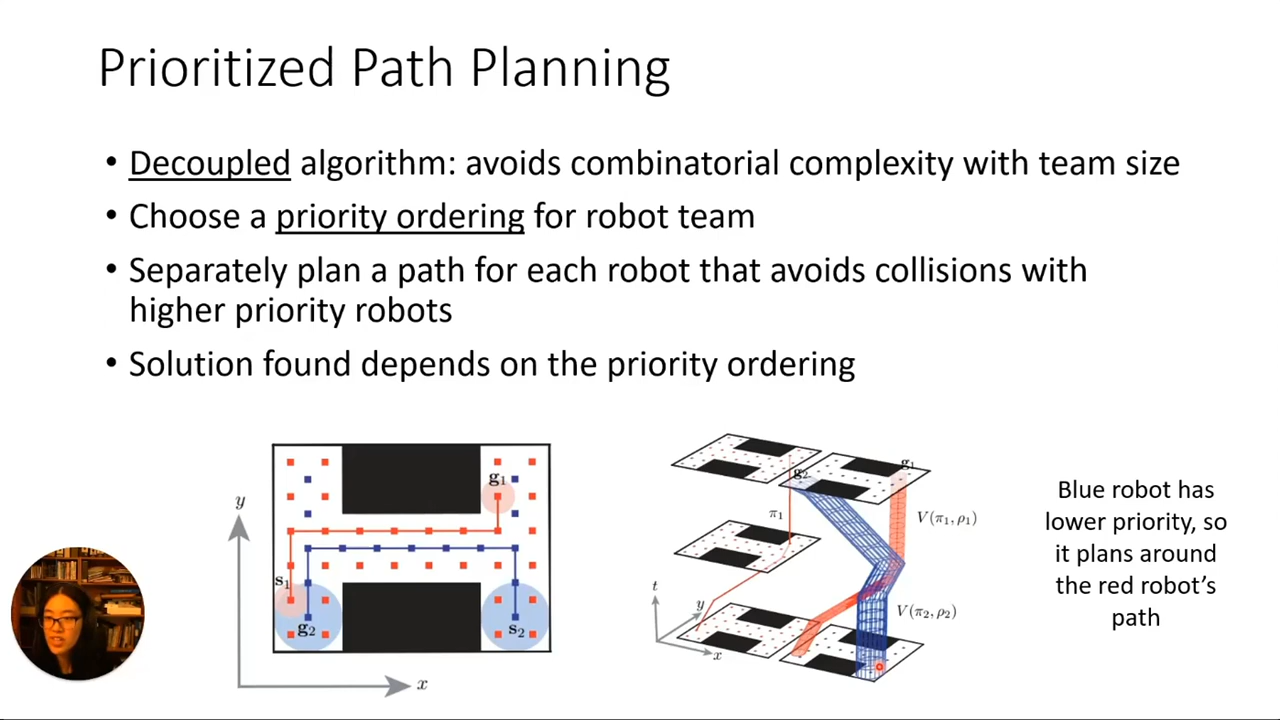 Prioritized Path Planning
• Decoupled algorithm: avoids combinatorial complexity with team size
• Choose a priority ordering for robot team
• Separately plan a path for each robot that avoids collisions with
higher priority robots
• Solution found depends on the priority ordering
y
g₁
s₁
g₂
s₂
x
g₂
g₁
π₁
V(π₁, ρ₁)
t
y
V(π₂, ρ₂)
x
Blue robot has
lower priority, so
it plans around
the red robot’s
path